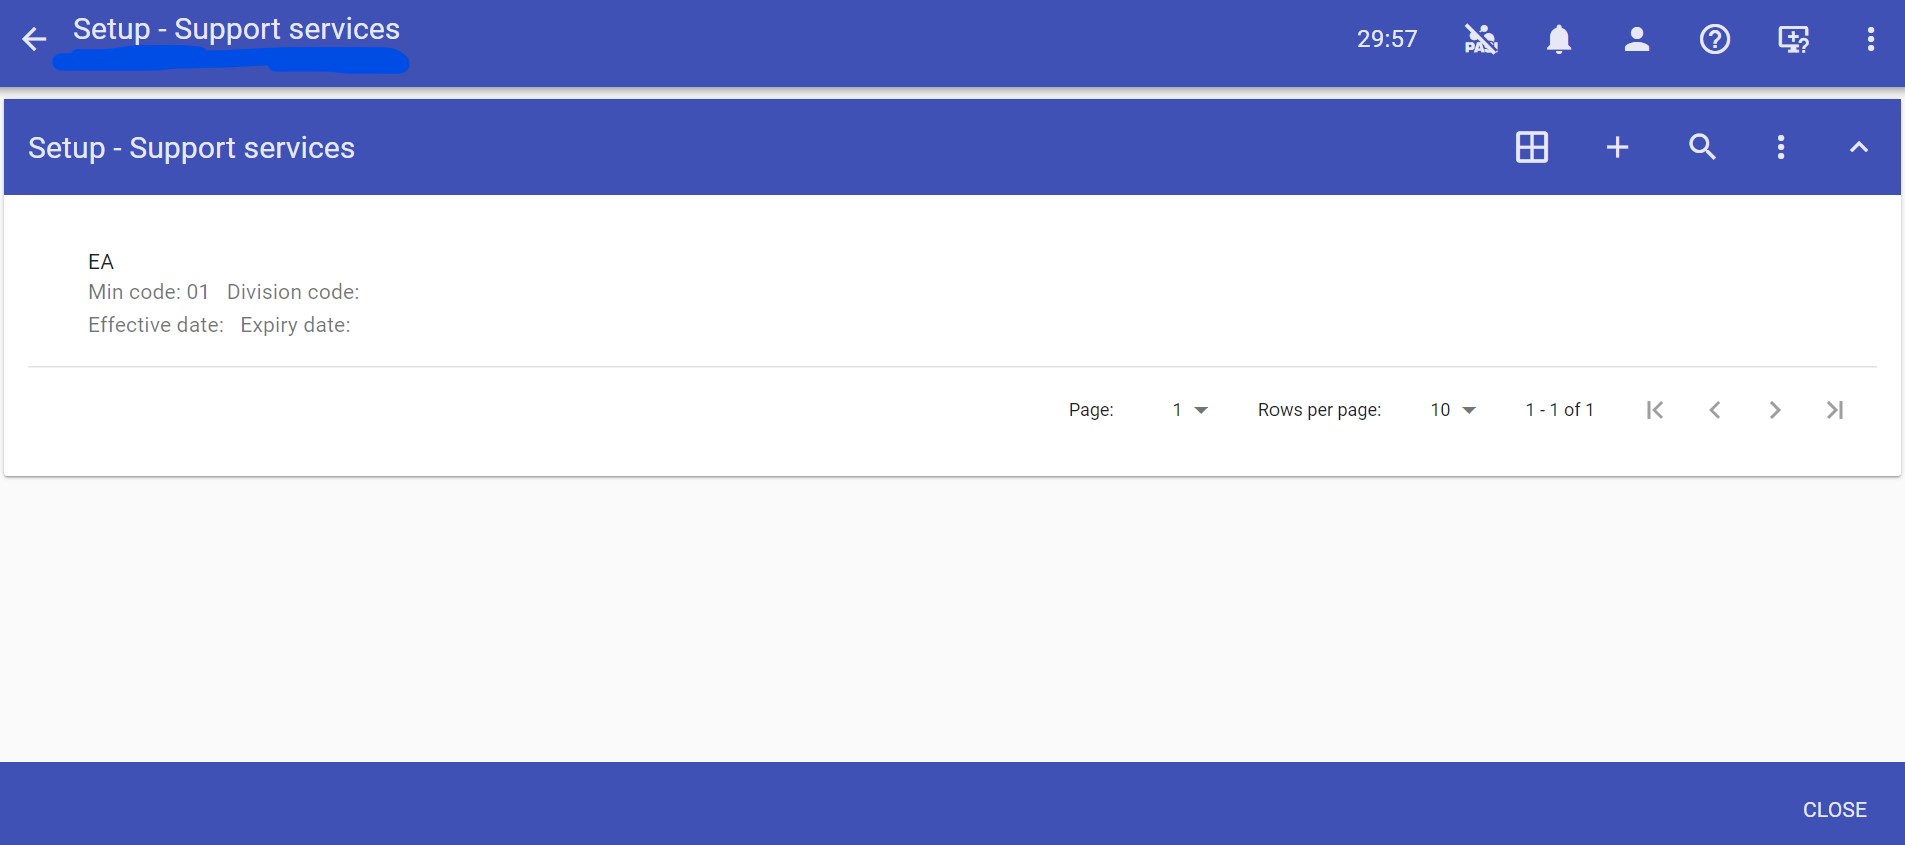 Setup - Support services
29:57
Setup - Support services
EA
Min code: 01 Division code:
Effective date: Expiry date:
Page: 1 Rows per page: 10 1 - 1 of 1
CLOSE